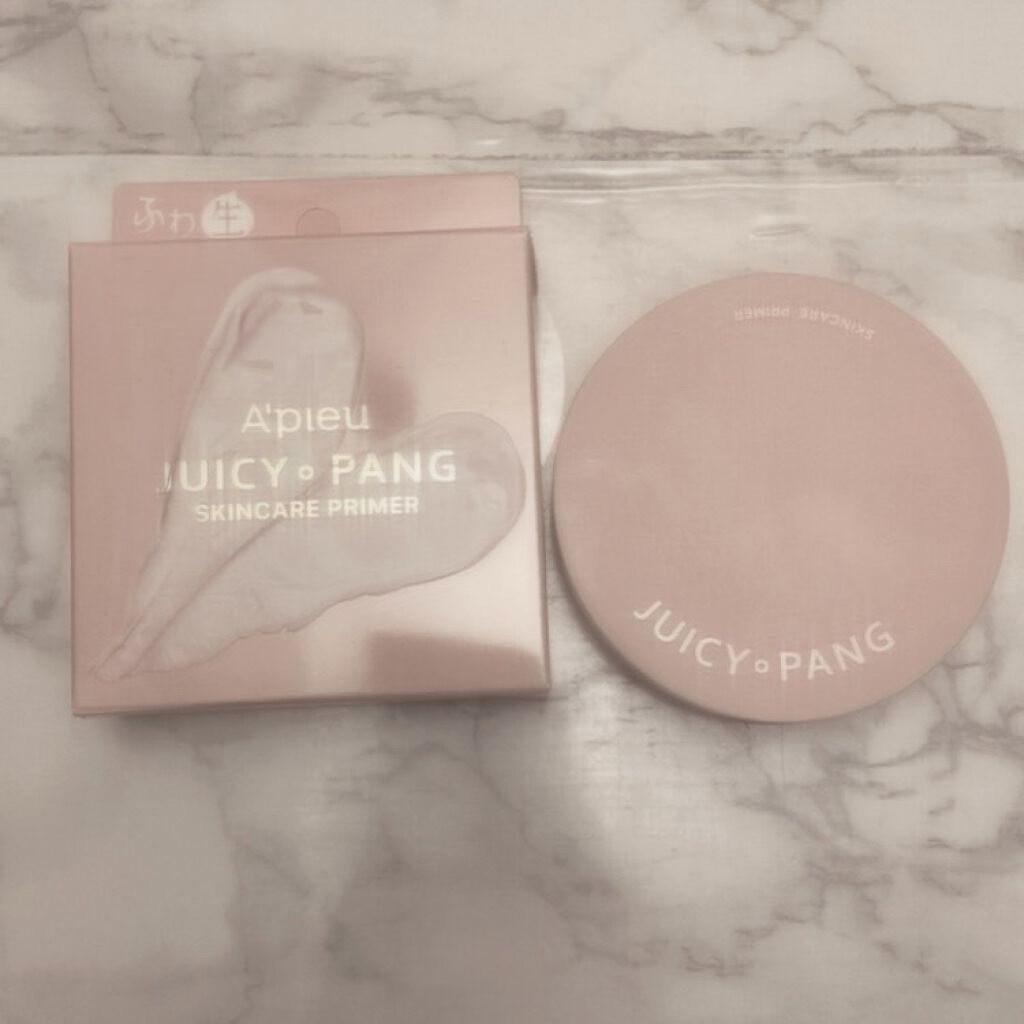 ふわ生
A'pieu
JUICY • PANG
SKINCARE PRIMER
SKINCARE PRIMER
JUICY • PANG